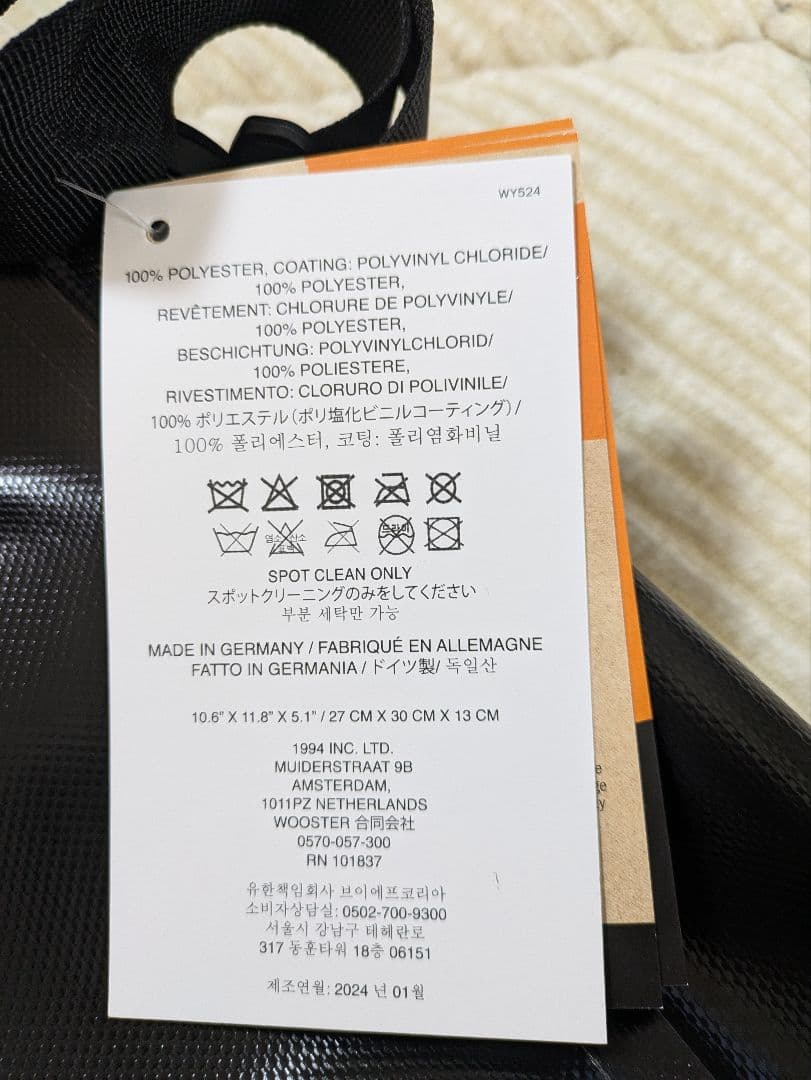 WY524
100% POLYESTER, COATING: POLYVINYL CHLORIDE/
100% POLYESTER,
REVÊTEMENT: CHLORURE DE POLYVINYLE/
100% POLYESTER,
BESCHICHTUNG: POLYVINYLCHLORID/
100% POLIESTERE,
RIVESTIMENTO: CLORURO DI POLIVINILE/
100% ポリエステル(ポリ塩化ビニルコーティング)/
100% 폴리에스터, 코팅: 폴리염화비닐
드라이
SPOT CLEAN ONLY
スポットクリーニングのみをしてください
부분 세탁만 가능
MADE IN GERMANY / FABRIQUÉ EN ALLEMAGNE
FATTO IN GERMANIA / ドイツ製/ 독일산
10.6" X 11.8" X 5.1" / 27 CM X 30 CM X 13 CM
1994 INC. LTD.
MUIDERSTRAAT 9B
AMSTERDAM,
1011PZ NETHERLANDS
WOOSTER 合同会社
0570-057-300
RN 101837
유한책임회사 브이에프코리아
소비자상담실: 0502-700-9300
서울시 강남구 테헤란로
317 동훈타워 18층 06151
제조연월: 2024 년 01월